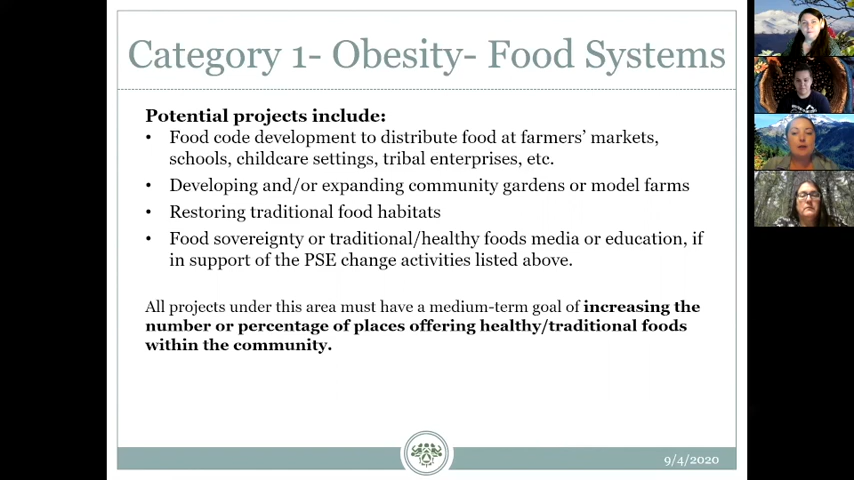 Category 1- Obesity- Food Systems
Potential projects include:
• Food code development to distribute food at farmers' markets,
schools, childcare settings, tribal enterprises, etc.
• Developing and/or expanding community gardens or model farms
• Restoring traditional food habitats
• Food sovereignty or traditional/healthy foods media or education, if
in support of the PSE change activities listed above.
All projects under this area must have a medium-term goal of increasing the
number or percentage of places offering healthy/traditional foods
within the community.
9/4/2020